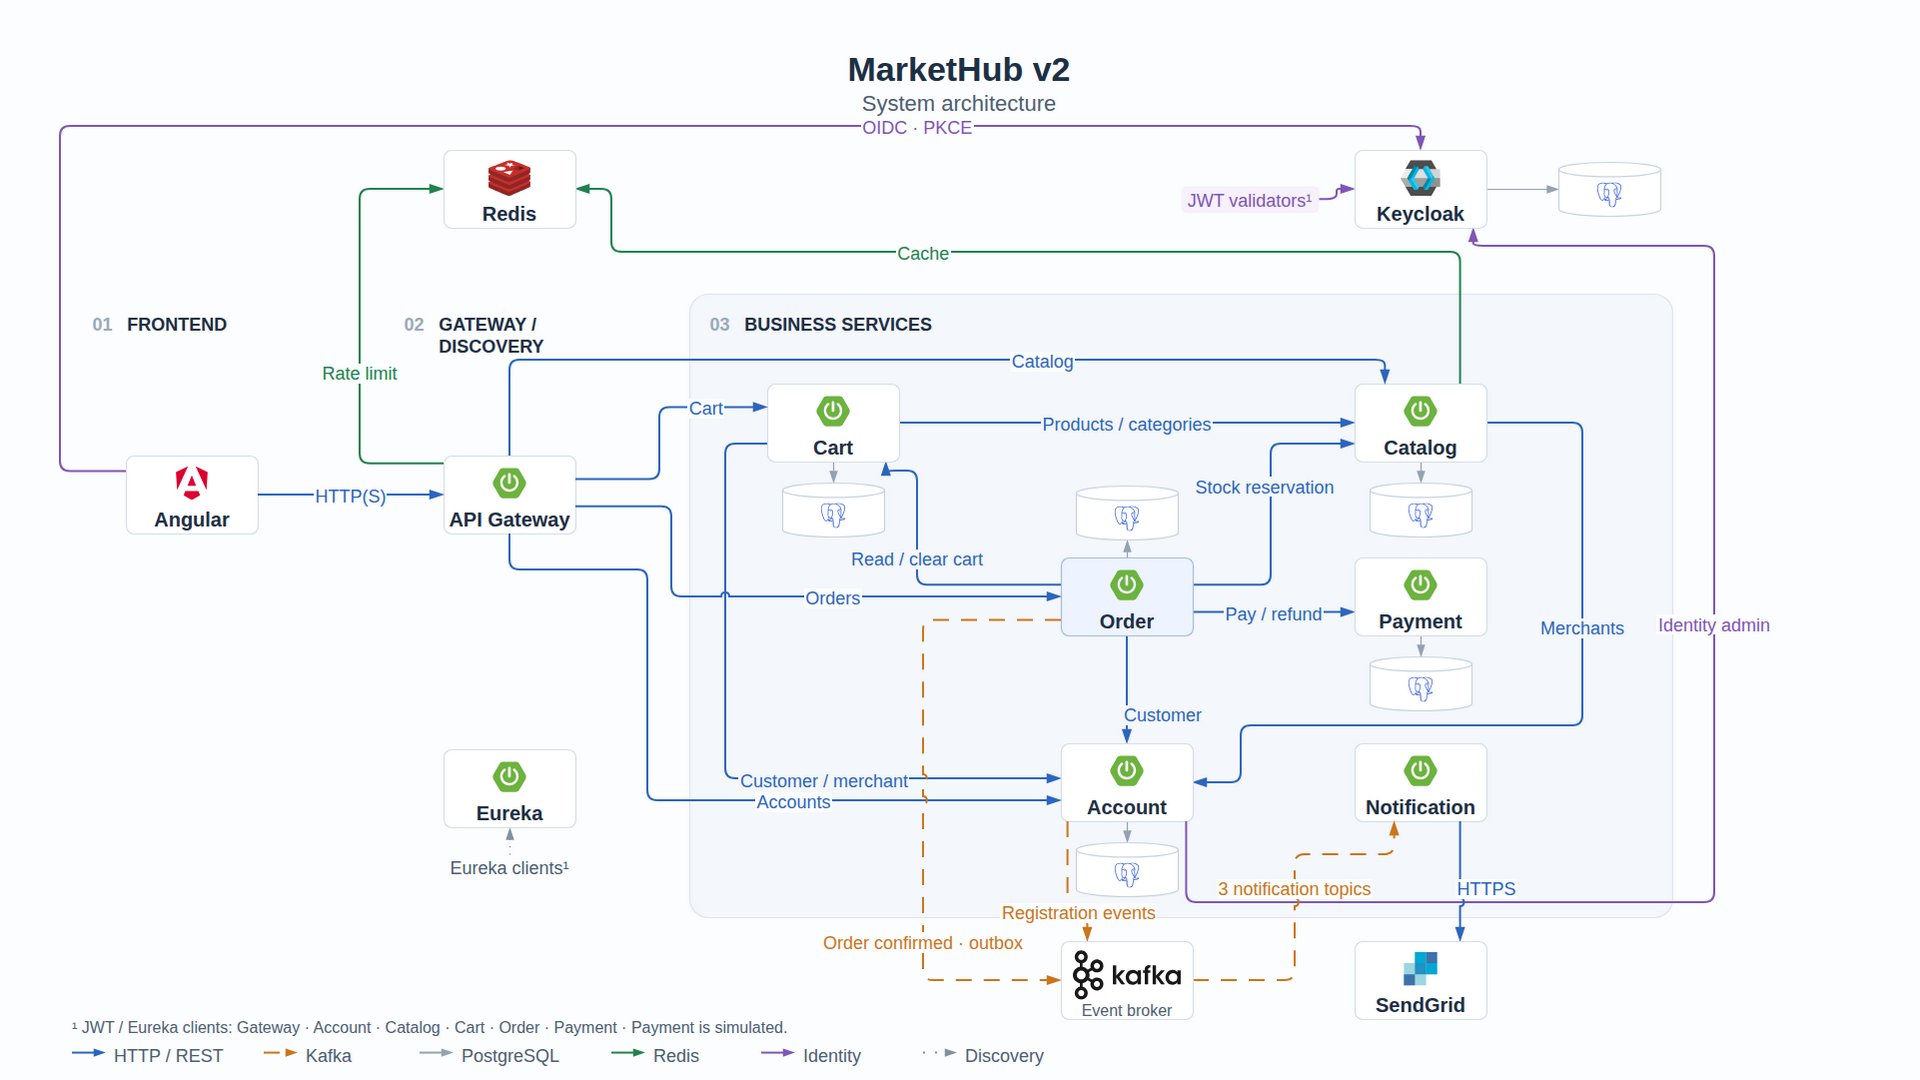 MarketHub v2
System architecture
OIDC · PKCE
Redis
JWT validators¹
Keycloak
Cache
01 FRONTEND
02 GATEWAY /
DISCOVERY
03 BUSINESS SERVICES
Rate limit
Catalog
Cart
Cart
Products / categories
Catalog
Stock reservation
Angular
HTTP(S)
API Gateway
Read / clear cart
Orders
Order
Pay / refund
Payment
Merchants
Identity admin
Customer
Customer / merchant
Accounts
Account
Notification
Eureka
Eureka clients¹
3 notification topics
HTTPS
Registration events
Order confirmed · outbox
kafka
Event broker
SendGrid
¹ JWT / Eureka clients: Gateway · Account · Catalog · Cart · Order · Payment · Payment is simulated.
HTTP / REST
Kafka
PostgreSQL
Redis
Identity
Discovery